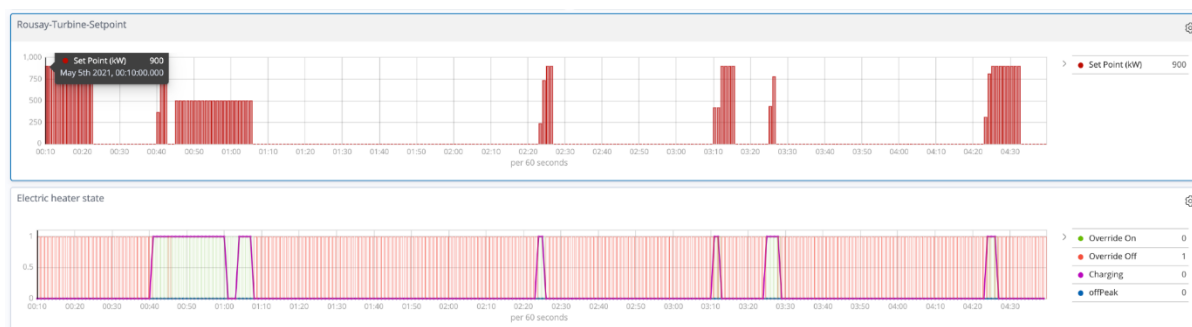 Rousay-Turbine-Setpoint
1,000
750
500
250
0
Set Point (kW) 900
May 5th 2021, 00:10:00.000
Set Point (kW) 900
00:10 00:20 00:30 00:40 00:50 01:00 01:10 01:20 01:30 01:40 01:50 02:00 02:10 02:20 02:30 02:40 02:50 03:00 03:10 03:20 03:30 03:40 03:50 04:00 04:10 04:20 04:30
per 60 seconds
Electric heater state
1
0.5
0
Override On 0
Override Off 1
Charging 0
offPeak 0
00:10 00:20 00:30 00:40 00:50 01:00 01:10 01:20 01:30 01:40 01:50 02:00 02:10 02:20 02:30 02:40 02:50 03:00 03:10 03:20 03:30 03:40 03:50 04:00 04:10 04:20 04:30
per 60 seconds